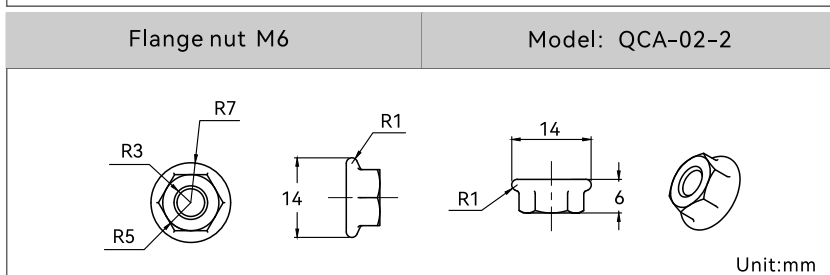 Flange nut M6
Model: QCA-02-2
R7
R3
R5
R1
14
14
R1
6
Unit:mm